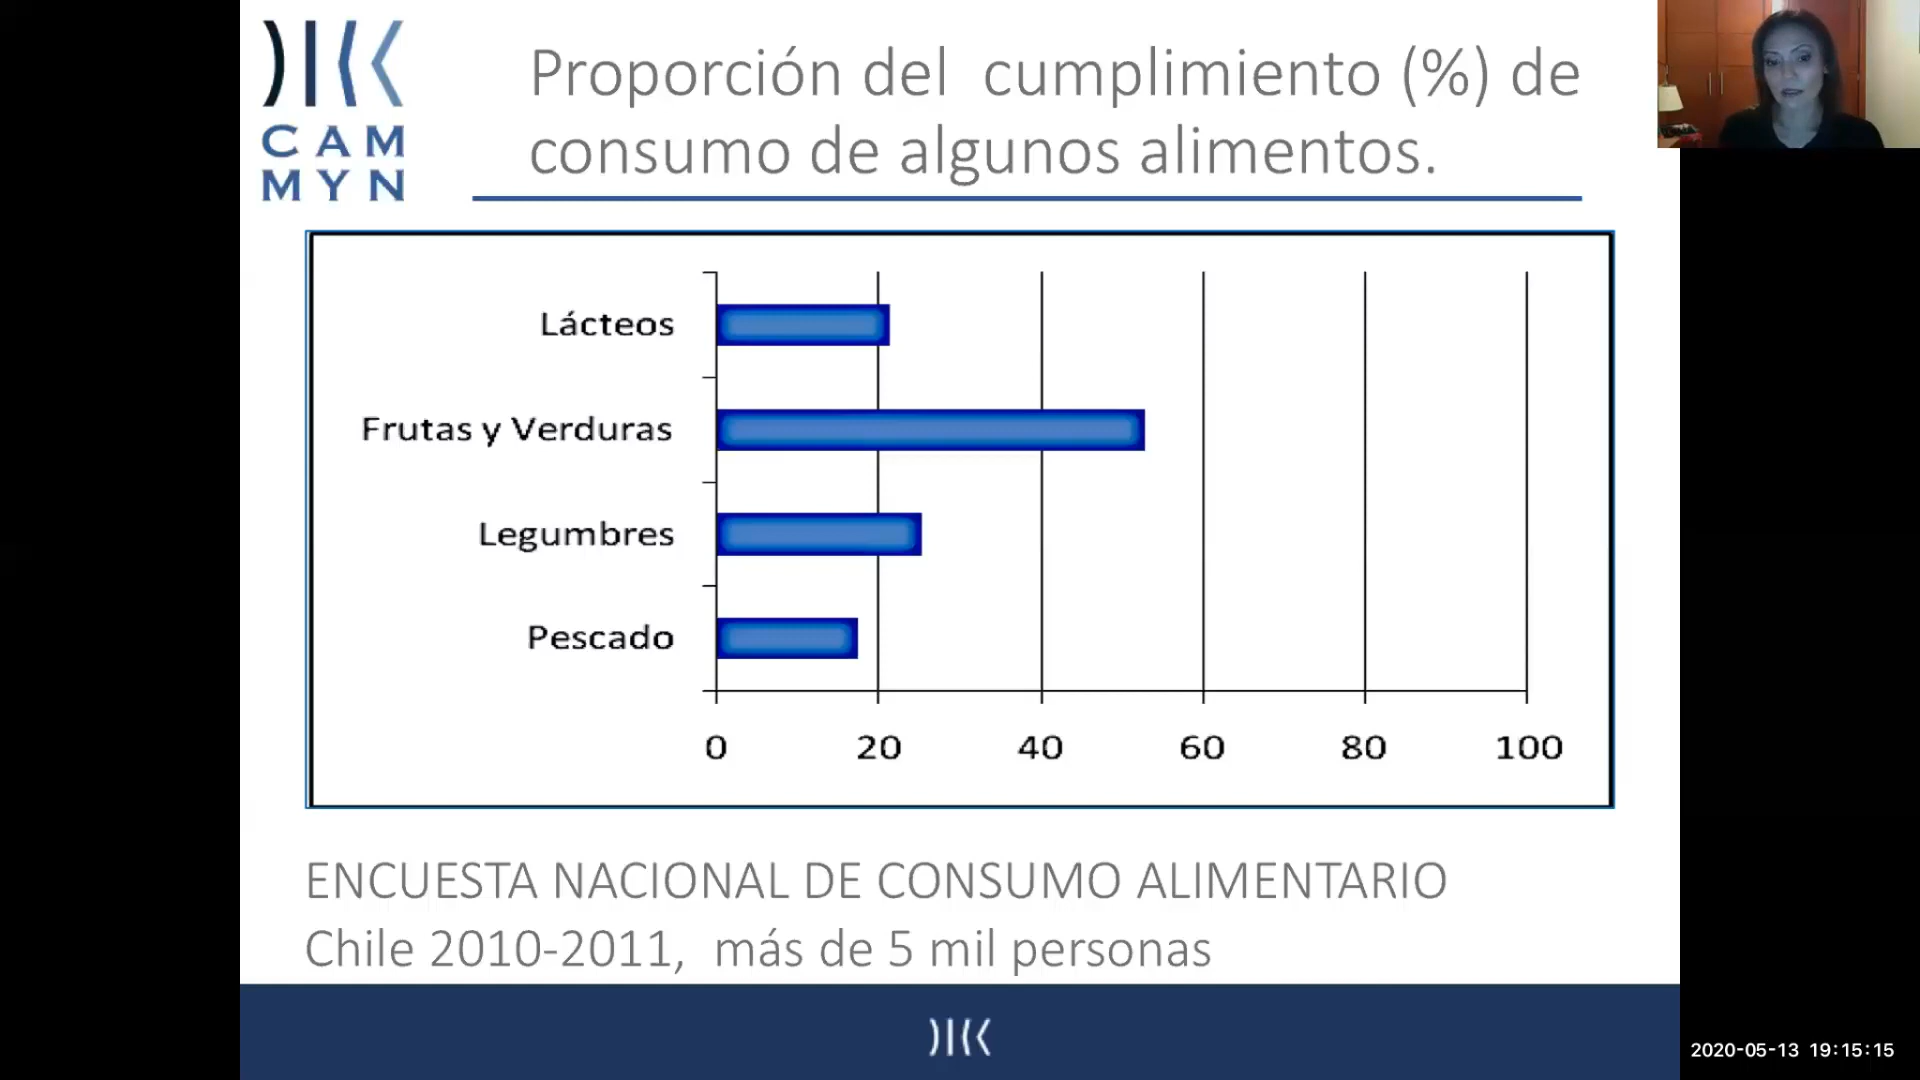 CAM
MYN
Proporción del cumplimiento (%) de
consumo de algunos alimentos.
Lácteos
Frutas y Verduras
Legumbres
Pescado
0 20 40 60 80 100
ENCUESTA NACIONAL DE CONSUMO ALIMENTARIO
Chile 2010-2011, más de 5 mil personas
2020-05-13 19:15:15